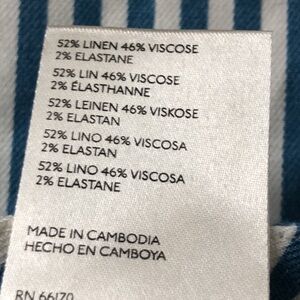 52% LINEN 46% VISCOSE
2% ELASTANE
52% LIN 46% VISCOSE
2% ÉLASTHANNE
52% LEINEN 46% VISKOSE
2% ELASTAN
52% LINO 46% VISCOSA
2% ELASTAN
52% LINO 46% VISCOSA
2% ELASTANE
MADE IN CAMBODIA
HECHO EN CAMBOYA
RN 66170